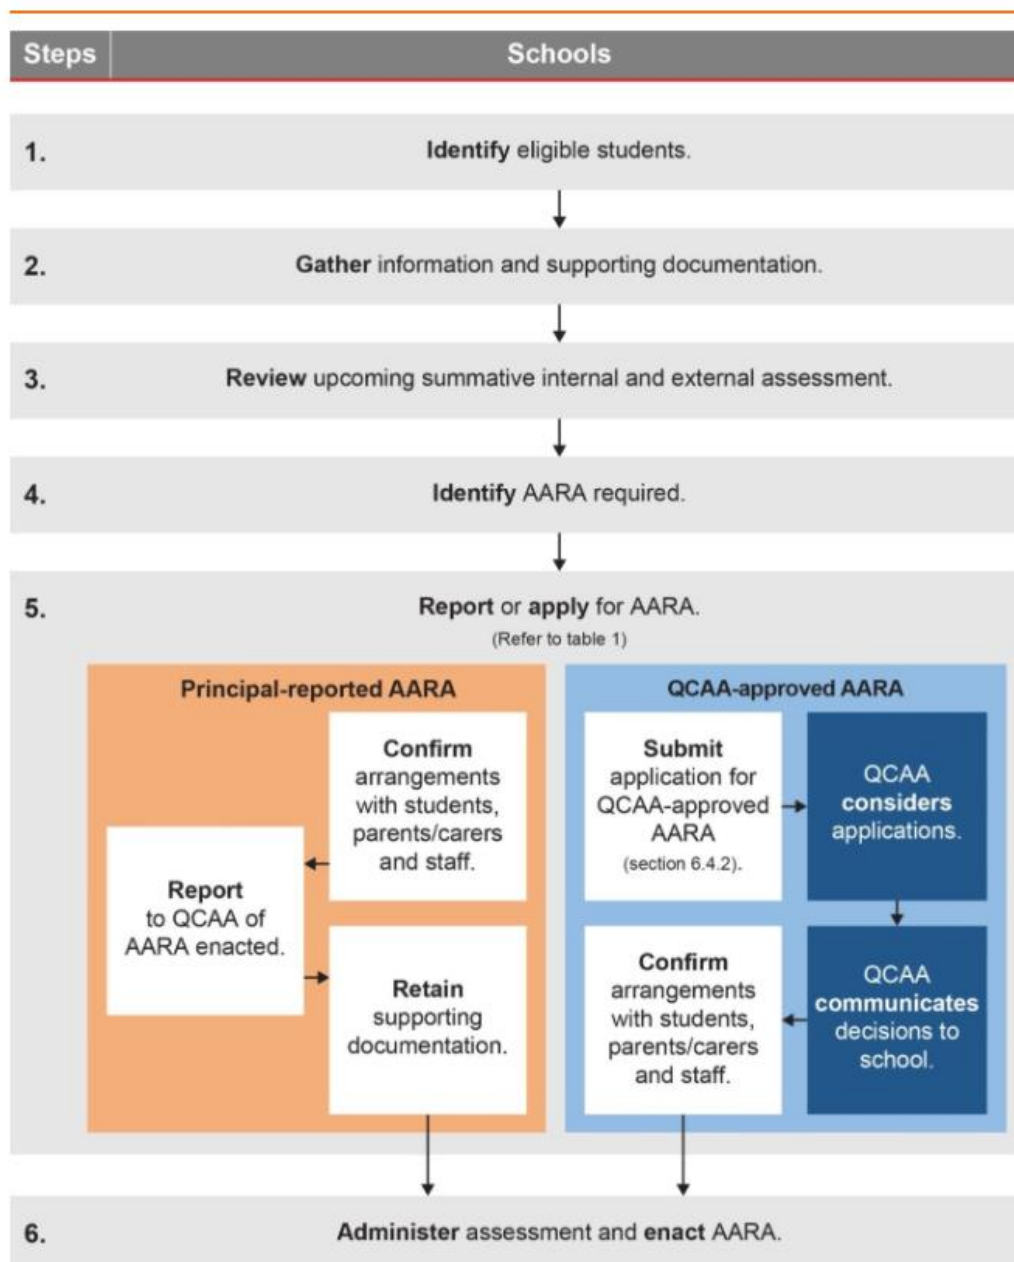 Steps
Schools
1.
Identify eligible students.
2.
Gather information and supporting documentation.
3.
Review upcoming summative internal and external assessment.
4.
Identify AARA required.
5.
Report or apply for AARA.
(Refer to table 1)
Principal-reported AARA
Confirm
arrangements
with students,
parents/carers
and staff.
Report
to QCAA of
AARA enacted.
Retain
supporting
documentation.
QCAA-approved AARA
Submit
application for
QCAA-approved
AARA
(section 6.4.2).
QCAA
considers
applications.
QCAA
communicates
decisions to
school.
Confirm
arrangements
with students,
parents/carers
and staff.
6.
Administer assessment and enact AARA.